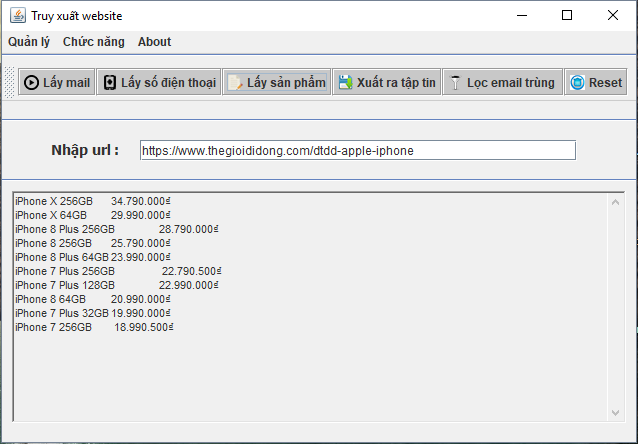 Truy xuất website
Quản lý Chức năng About
Lấy mail Lấy số điện thoại Lấy sản phẩm Xuất ra tập tin Lọc email trùng Reset
Nhập url : https://www.thegioididong.com/dtdd-apple-iphone
iPhone X 256GB 34.790.000₫
iPhone X 64GB 29.990.000₫
iPhone 8 Plus 256GB 28.790.000₫
iPhone 8 256GB 25.790.000₫
iPhone 8 Plus 64GB 23.990.000₫
iPhone 7 Plus 256GB 22.790.500₫
iPhone 7 Plus 128GB 22.990.000₫
iPhone 8 64GB 20.990.000₫
iPhone 7 Plus 32GB 19.990.000₫
iPhone 7 256GB 18.990.500₫